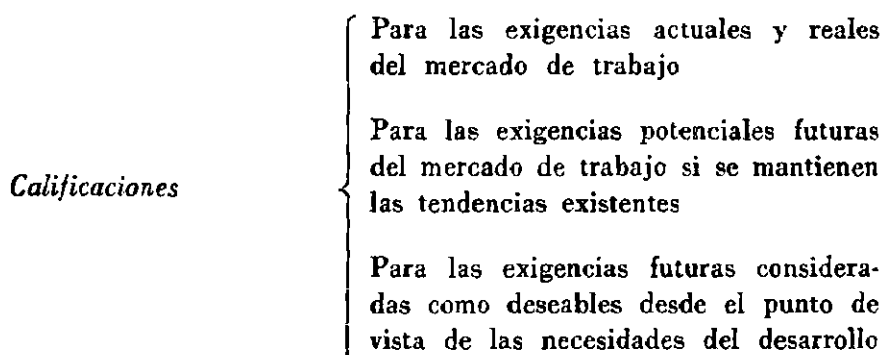 Calificaciones
Para las exigencias actuales y reales
del mercado de trabajo
Para las exigencias potenciales futuras
del mercado de trabajo si se mantienen
las tendencias existentes
Para las exigencias futuras considera-
das como deseables desde el punto de
vista de las necesidades del desarrollo